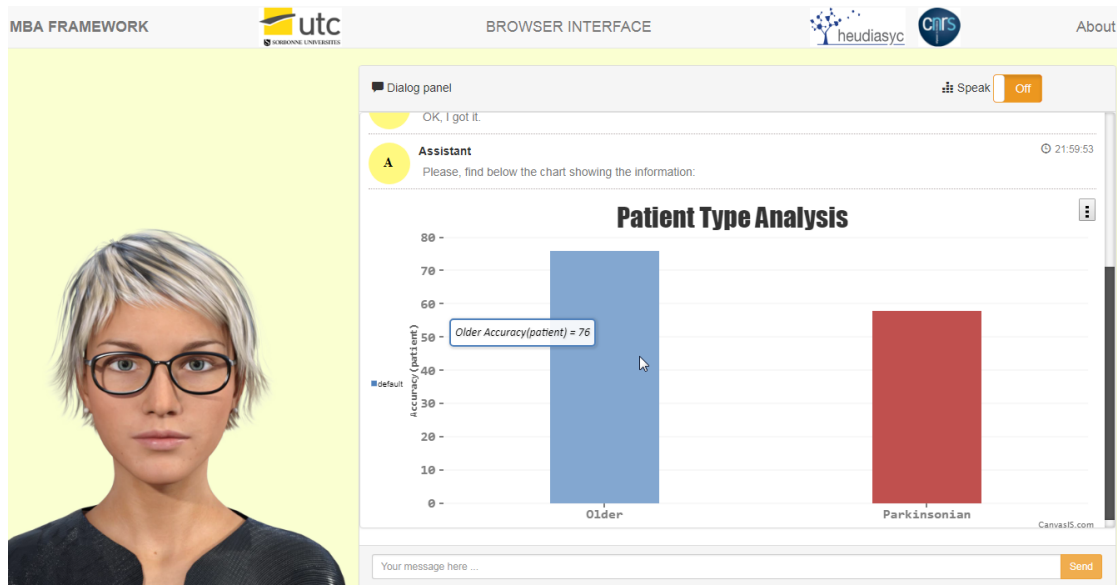 MBA FRAMEWORK
utc
SORBONNE UNIVERSITES
BROWSER INTERFACE
heudiasyc
cnrs
About
Dialog panel
Speak
Off
OK, I got it.
A
Assistant
21:59:53
Please, find below the chart showing the information:
Patient Type Analysis
80
70
60
50
40
30
20
10
0
Accuracy(patient)
default
Older Accuracy(patient) = 76
Older
Parkinsonian
CanvasJS.com
Your message here ...
Send